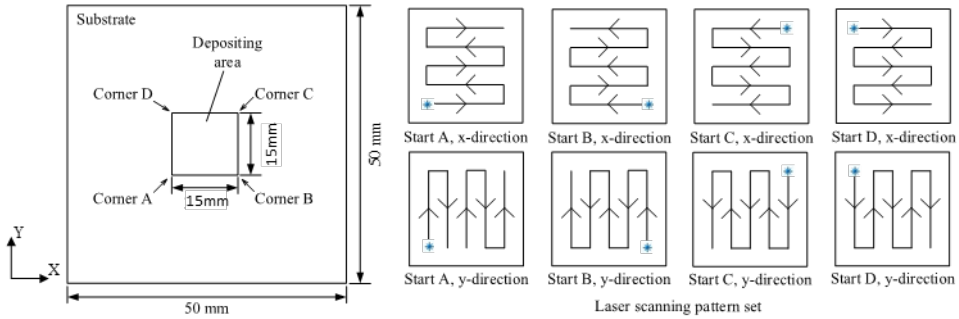 Substrate
Depositing
area
Corner D
Corner C
15mm
50 mm
Corner A
15mm
Corner B
Y
X
50 mm
Start A, x-direction
Start B, x-direction
Start C, x-direction
Start D, x-direction
Start A, y-direction
Start B, y-direction
Start C, y-direction
Start D, y-direction
Laser scanning pattern set